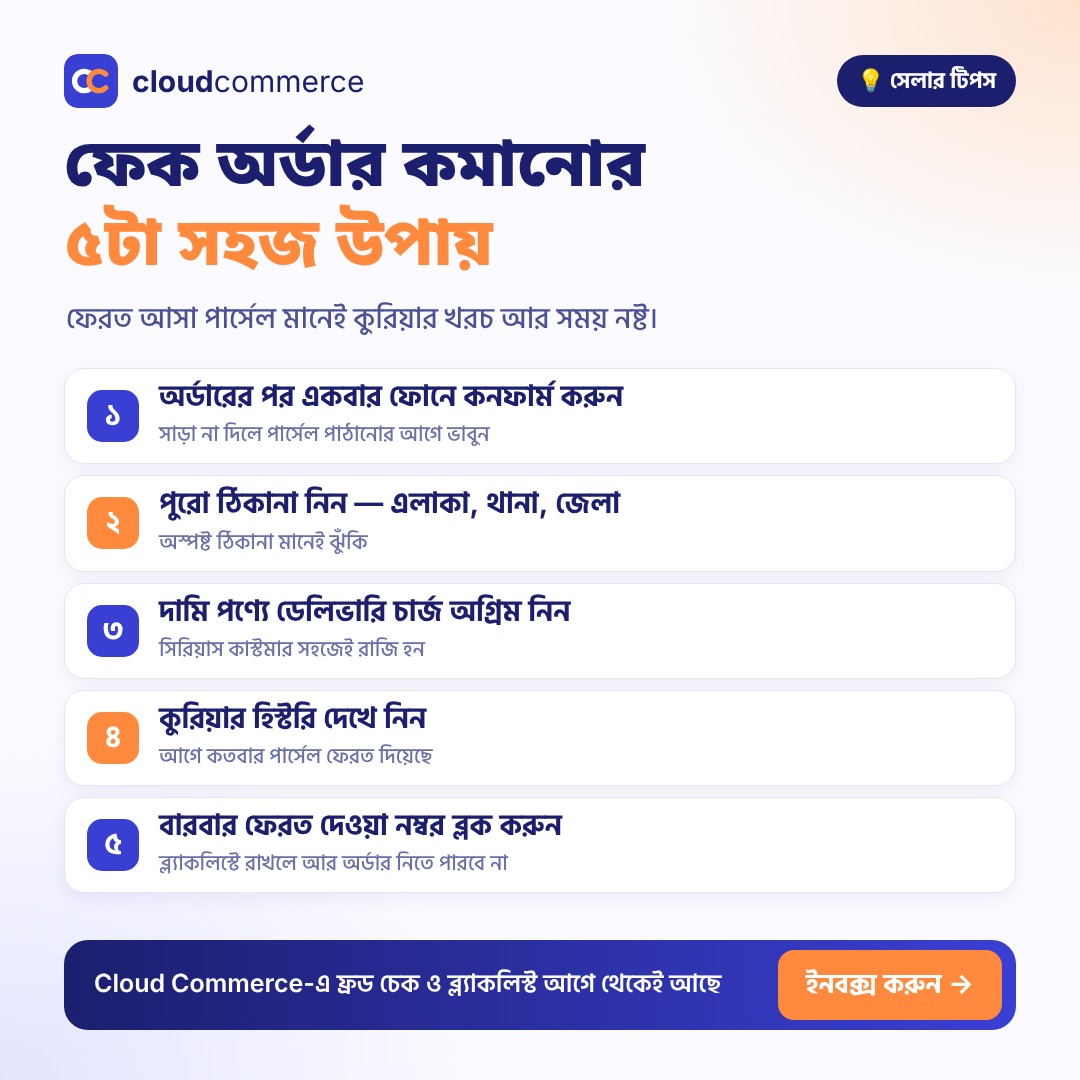 cloudcommerce
💡 সেলার টিপস
ফেক অর্ডার কমানোর
৫টা সহজ উপায়
ফেরত আসা পার্সেল মানেই কুরিয়ার খরচ আর সময় নষ্ট।
১
অর্ডারের পর একবার ফোনে কনফার্ম করুন
সাড়া না দিলে পার্সেল পাঠানোর আগে ভাবুন
২
পুরো ঠিকানা নিন — এলাকা, থানা, জেলা
অস্পষ্ট ঠিকানা মানেই ঝুঁকি
৩
দামি পণ্যে ডেলিভারি চার্জ অগ্রিম নিন
সিরিয়াস কাস্টমার সহজেই রাজি হন
৪
কুরিয়ার হিস্টরি দেখে নিন
আগে কতবার পার্সেল ফেরত দিয়েছে
৫
বারবার ফেরত দেওয়া নম্বর ব্লক করুন
ব্ল্যাকলিস্টে রাখলে আর অর্ডার নিতে পারবে না
Cloud Commerce-এ ফ্রড চেক ও ব্ল্যাকলিস্ট আগে থেকেই আছে
ইনবক্স করুন →